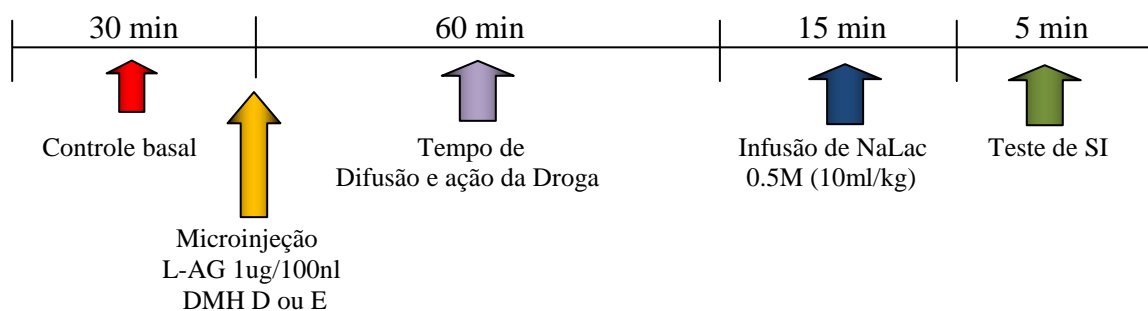 30 min
60 min
15 min
5 min
Controle basal
Microinjeção
L-AG 1ug/100nl
DMH D ou E
Tempo de
Difusão e ação da Droga
Infusão de NaLac
0.5M (10ml/kg)
Teste de SI